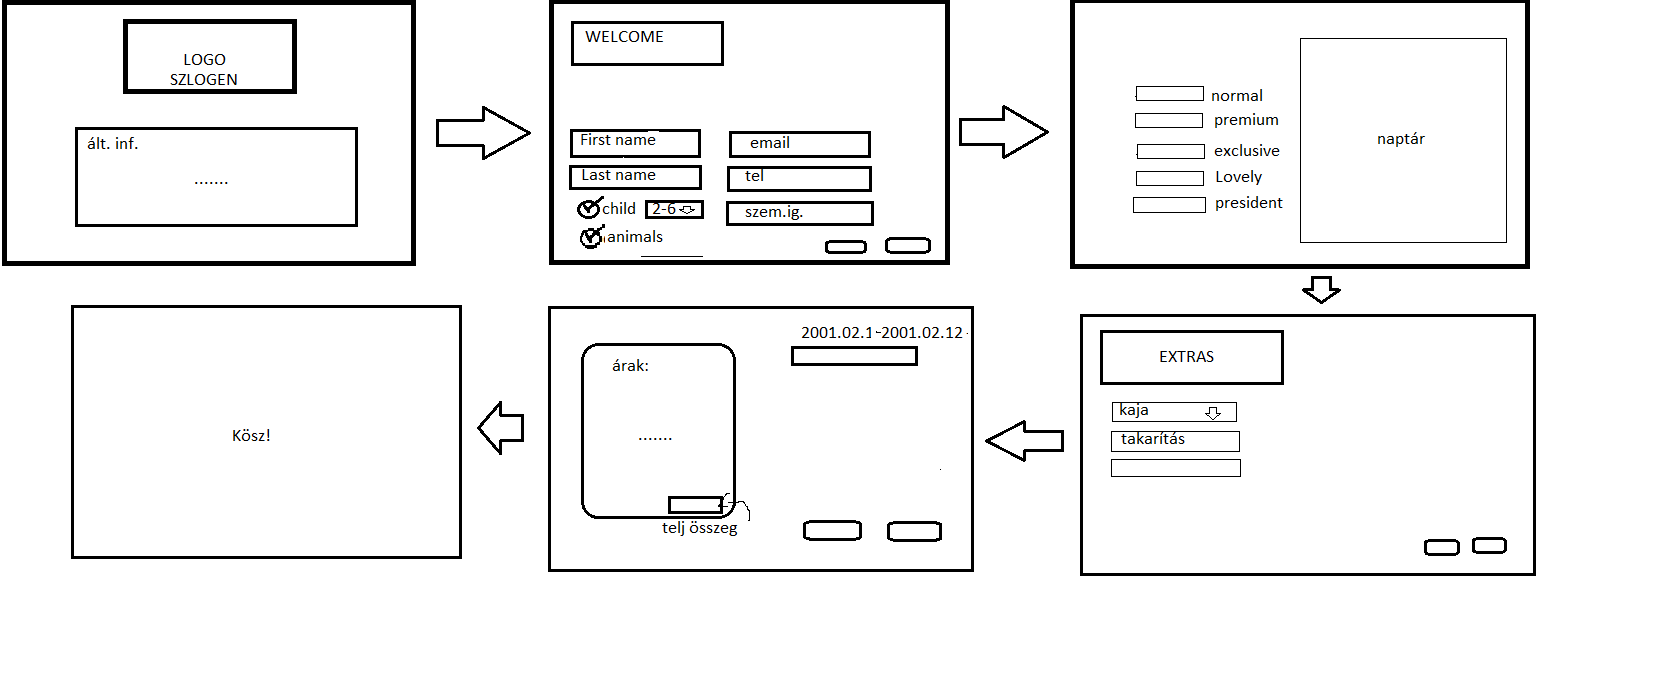 LOGO
SZLOGEN
ált. inf.
.......
WELCOME
First name
Last name
child 2-6
animals
email
tel
szem.ig.
normal
premium
exclusive
Lovely
president
naptár
EXTRAS
kaja
takarítás
2001.02.1-2001.02.12
árak:
.......
telj összeg
Kösz!